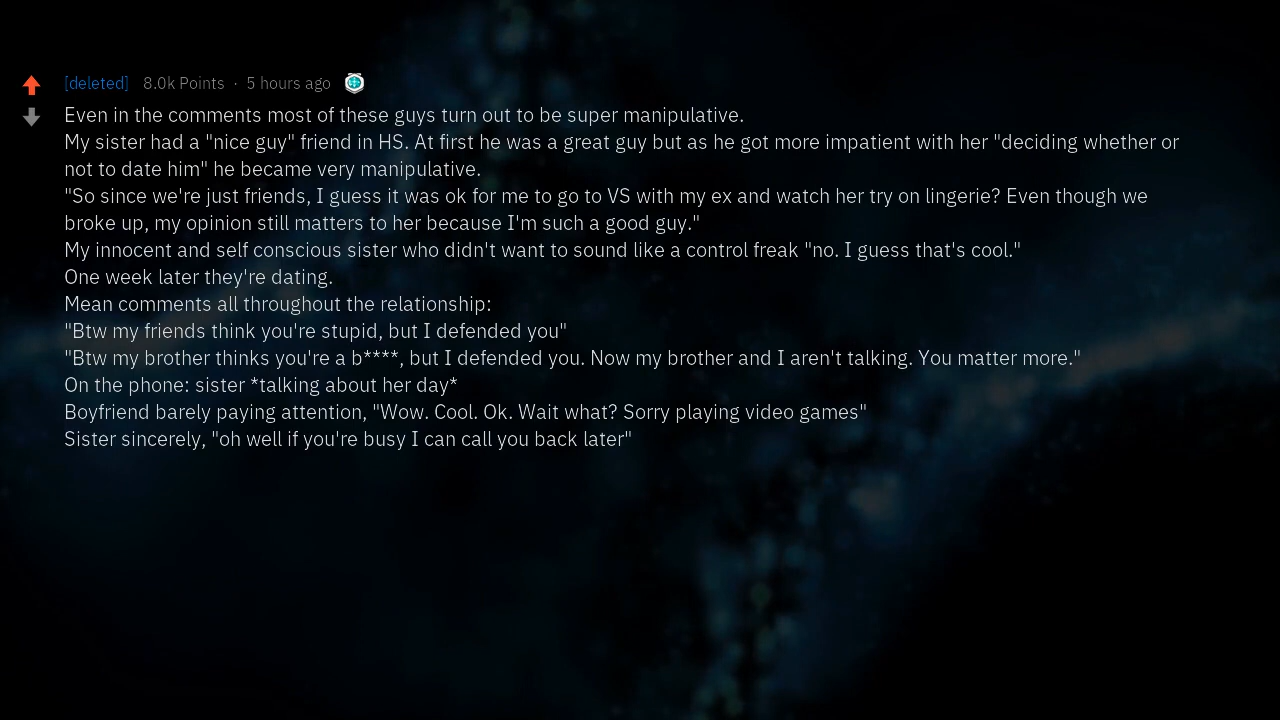 [deleted] 8.0k Points · 5 hours ago
Even in the comments most of these guys turn out to be super manipulative.
My sister had a "nice guy" friend in HS. At first he was a great guy but as he got more impatient with her "deciding whether or
not to date him" he became very manipulative.
"So since we're just friends, I guess it was ok for me to go to VS with my ex and watch her try on lingerie? Even though we
broke up, my opinion still matters to her because I'm such a good guy."
My innocent and self conscious sister who didn't want to sound like a control freak "no. I guess that's cool."
One week later they're dating.
Mean comments all throughout the relationship:
"Btw my friends think you're stupid, but I defended you"
"Btw my brother thinks you're a b****, but I defended you. Now my brother and I aren't talking. You matter more."
On the phone: sister *talking about her day*
Boyfriend barely paying attention, "Wow. Cool. Ok. Wait what? Sorry playing video games"
Sister sincerely, "oh well if you're busy I can call you back later"